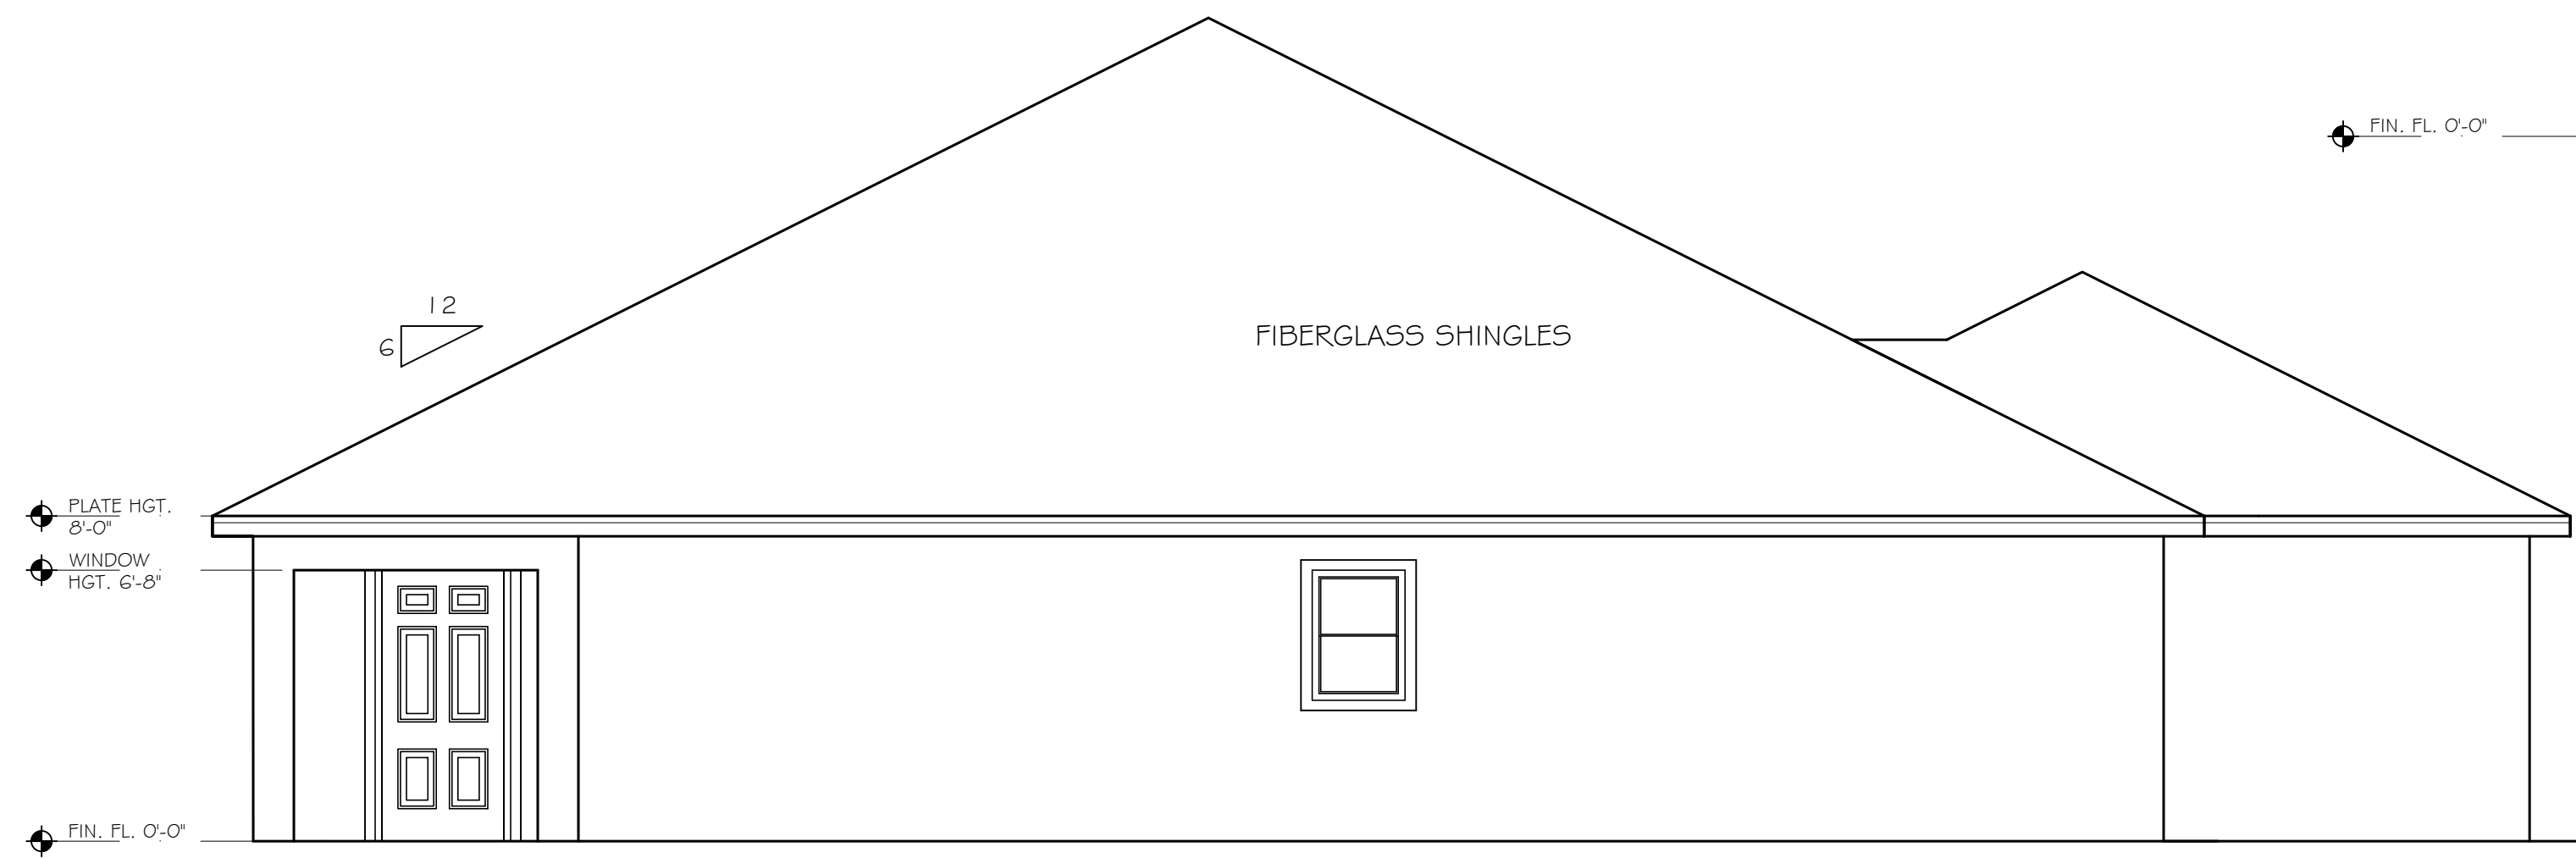 FIN. FL. 0'-0"
12
6
FIBERGLASS SHINGLES
PLATE HGT.
8'-0"
WINDOW
HGT. 6'-8"
FIN. FL. 0'-0"